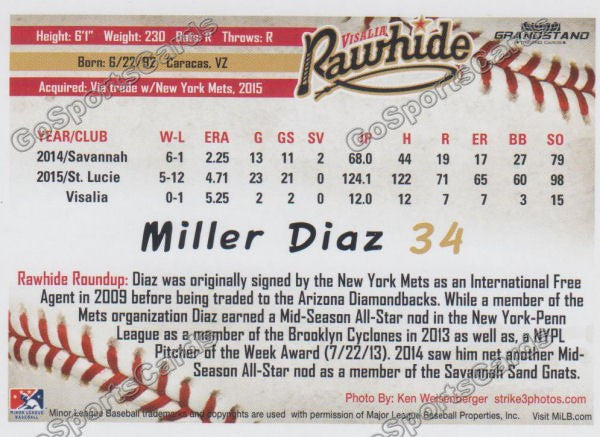 Height: 6'1" Weight: 230 Bats: R Throws: R
Born: 6/22/92 Caracas, VZ
Acquired: Via trade w/New York Mets, 2015
VISALIA
Rawhide
GRANDSTAND
TRADING CARDS
YEAR/CLUB W-L ERA G GS SV IP H R ER BB SO
2014/Savannah 6-1 2.25 13 11 2 68.0 44 19 17 27 79
2015/St. Lucie 5-12 4.71 23 21 0 124.1 122 71 65 60 98
Visalia 0-1 5.25 2 2 0 12.0 12 7 7 3 15
Miller Diaz 34
Rawhide Roundup: Diaz was originally signed by the New York Mets as an International Free
Agent in 2009 before being traded to the Arizona Diamondbacks. While a member of the
Mets organization Diaz earned a Mid-Season All-Star nod in the New York-Penn
League as a member of the Brooklyn Cyclones in 2013 as well as, a NYPL
Pitcher of the Week Award (7/22/13). 2014 saw him net another Mid-
Season All-Star nod as a member of the Savannah Sand Gnats.
Photo By: Ken Weisenberger strike3photos.com
MINOR LEAGUE
BASEBALL
Minor League Baseball trademarks and copyrights are used with permission of Major League Baseball Properties, Inc. Visit MiLB.com
GoSportsCards